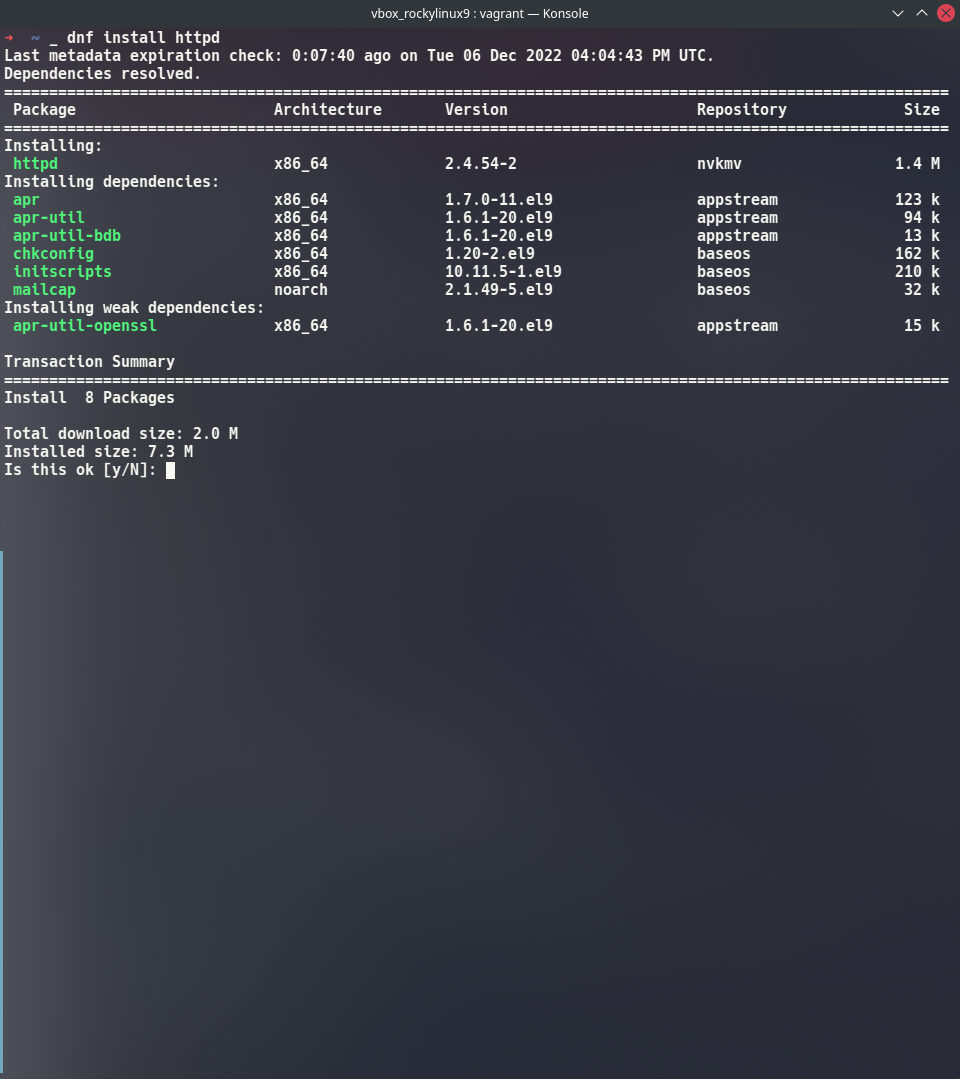 vbox_rockylinux9 : vagrant — Konsole
➜ ~ _ dnf install httpd
Last metadata expiration check: 0:07:40 ago on Tue 06 Dec 2022 04:04:43 PM UTC.
Dependencies resolved.
=========================================================================================================
Package Architecture Version Repository Size
=========================================================================================================
Installing:
httpd x86_64 2.4.54-2 nvkmv 1.4 M
Installing dependencies:
apr x86_64 1.7.0-11.el9 appstream 123 k
apr-util x86_64 1.6.1-20.el9 appstream 94 k
apr-util-bdb x86_64 1.6.1-20.el9 appstream 13 k
chkconfig x86_64 1.20-2.el9 baseos 162 k
initscripts x86_64 10.11.5-1.el9 baseos 210 k
mailcap noarch 2.1.49-5.el9 baseos 32 k
Installing weak dependencies:
apr-util-openssl x86_64 1.6.1-20.el9 appstream 15 k
Transaction Summary
=========================================================================================================
Install  8 Packages
Total download size: 2.0 M
Installed size: 7.3 M
Is this ok [y/N]: